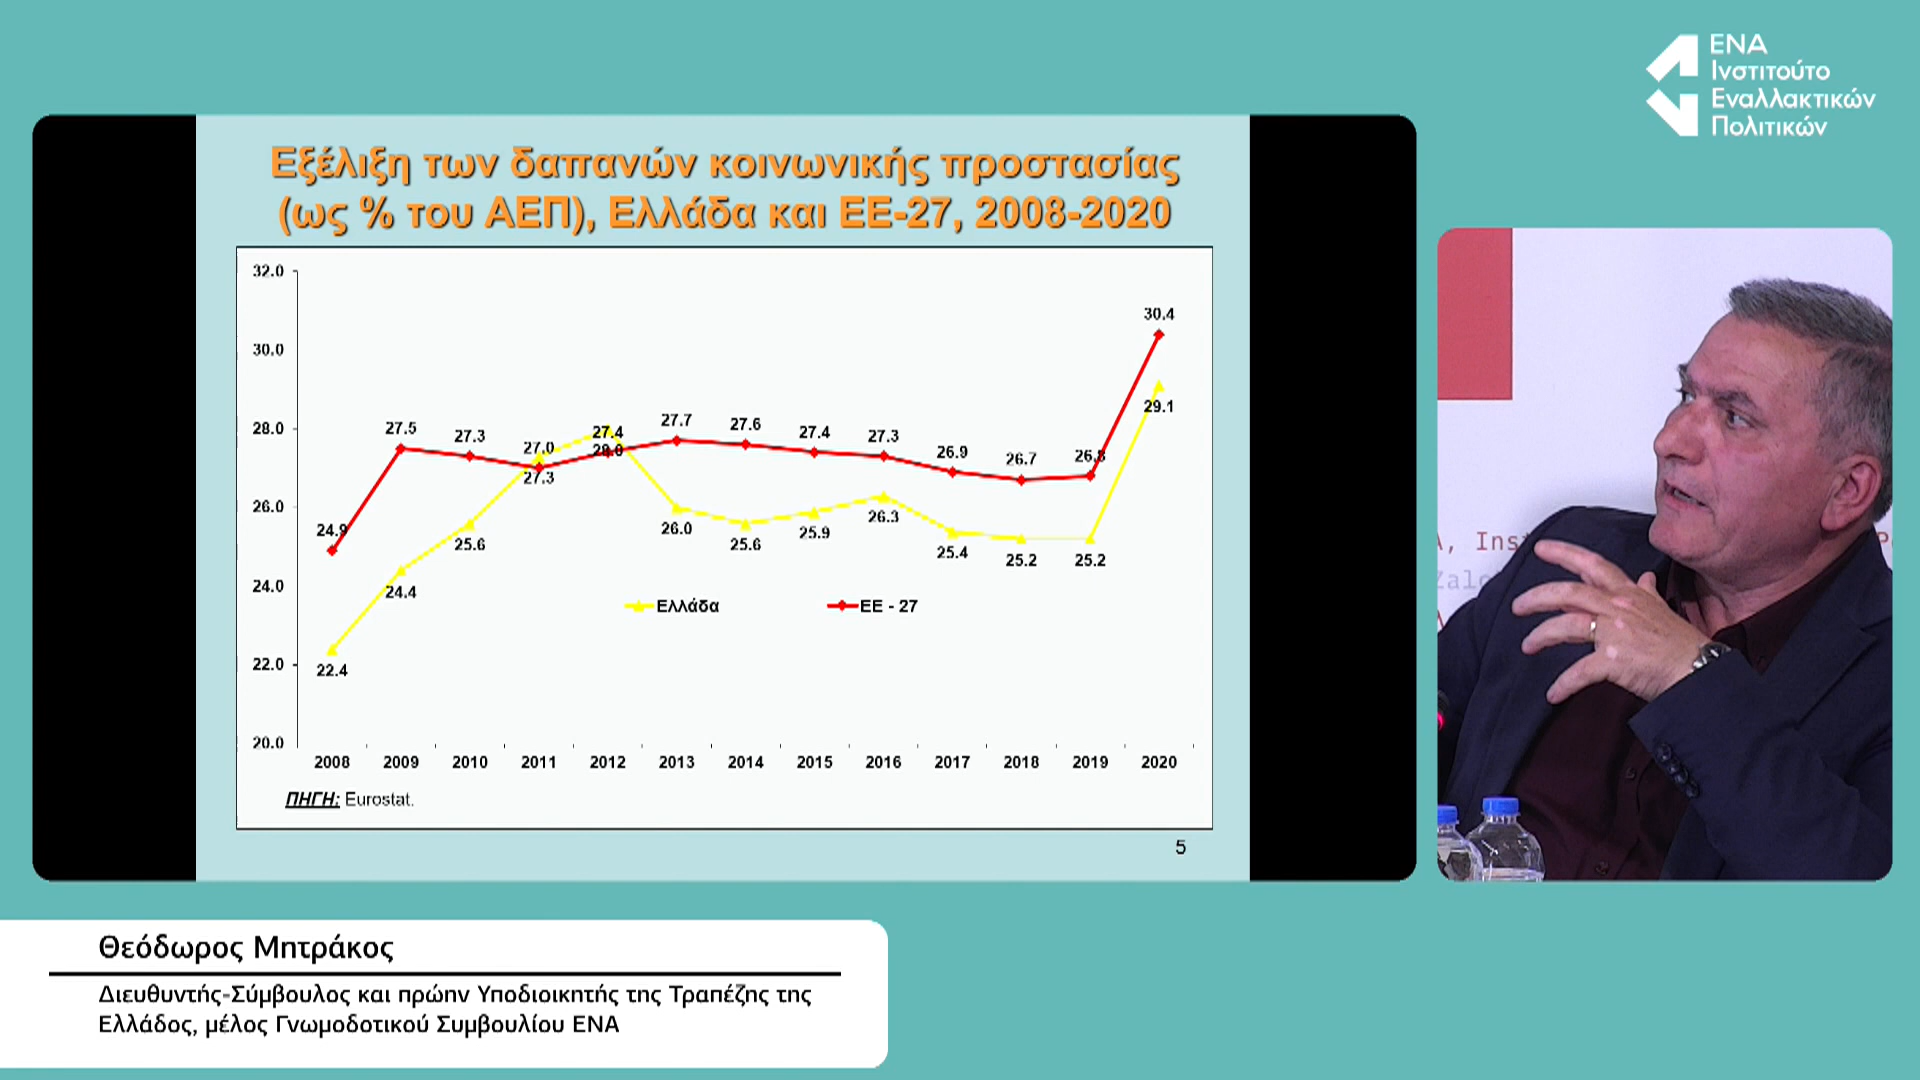 ΕΝΑ
Ινστιτούτο
Εναλλακτικών
Πολιτικών
Εξέλιξη των δαπανών κοινωνικής προστασίας
(ως % του ΑΕΠ), Ελλάδα και ΕΕ-27, 2008-2020
32.0
30.0
28.0
26.0
24.0
22.0
20.0
24.9 27.5 27.3 27.0 27.4 27.7 27.6 27.4 27.3 26.9 26.7 26.8 30.4
22.4 24.4 25.6 27.3 28.0 26.0 25.6 25.9 26.3 25.4 25.2 25.2 29.1
Ελλάδα ΕΕ - 27
2008 2009 2010 2011 2012 2013 2014 2015 2016 2017 2018 2019 2020
ΠΗΓΗ: Eurostat.
5
Θεόδωρος Μητράκος
Διευθυντής-Σύμβουλος και πρώην Υποδιοικητής της Τραπέζης της
Ελλάδος, μέλος Γνωμοδοτικού Συμβουλίου ΕΝΑ